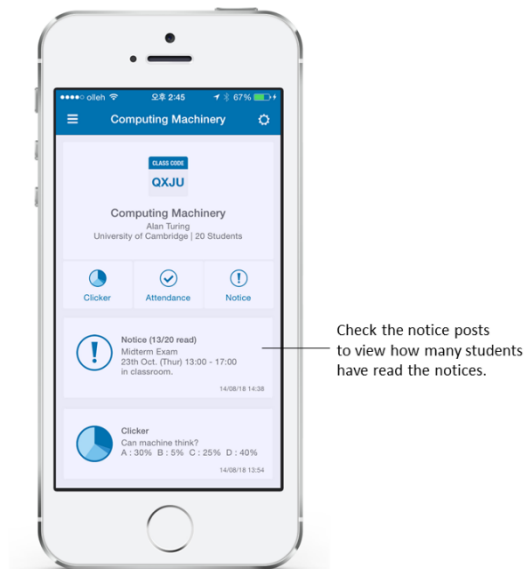 olleh 오후 2:45 67%
Computing Machinery
CLASS CODE
QXJU
Computing Machinery
Alan Turing
University of Cambridge | 20 Students
Clicker Attendance Notice
Notice (13/20 read)
Midterm Exam
23th Oct. (Thur) 13:00 - 17:00
in classroom.
14/08/18 14:38
Clicker
Can machine think?
A : 30% B : 5% C : 25% D : 40%
14/08/18 13:54
Check the notice posts
to view how many students
have read the notices.